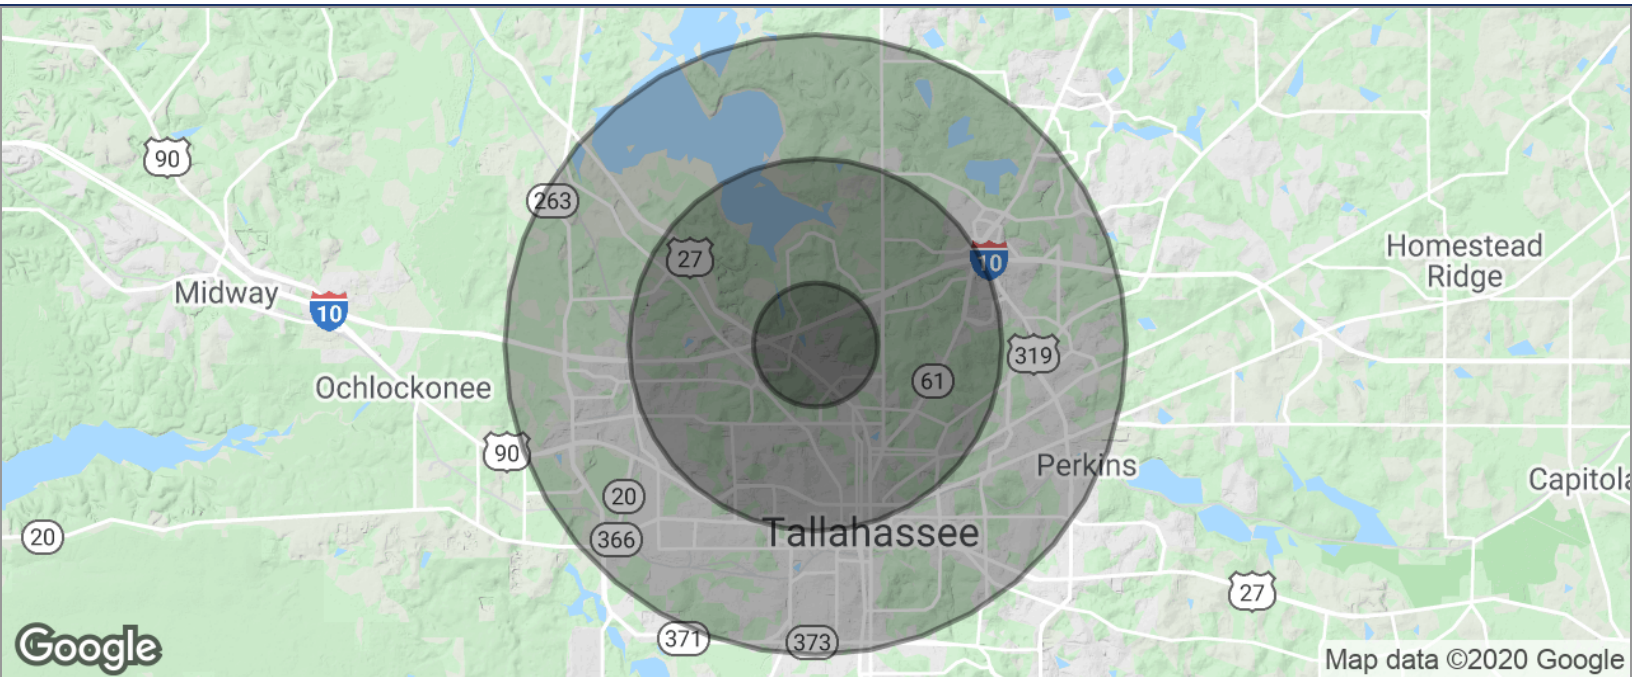 90
263
27
10
Homestead
Ridge
Midway
10
319
61
Ochlockonee
90
Perkins
Capitola
20
20
366
Tallahassee
27
371
373
Google
Map data ©2020 Google